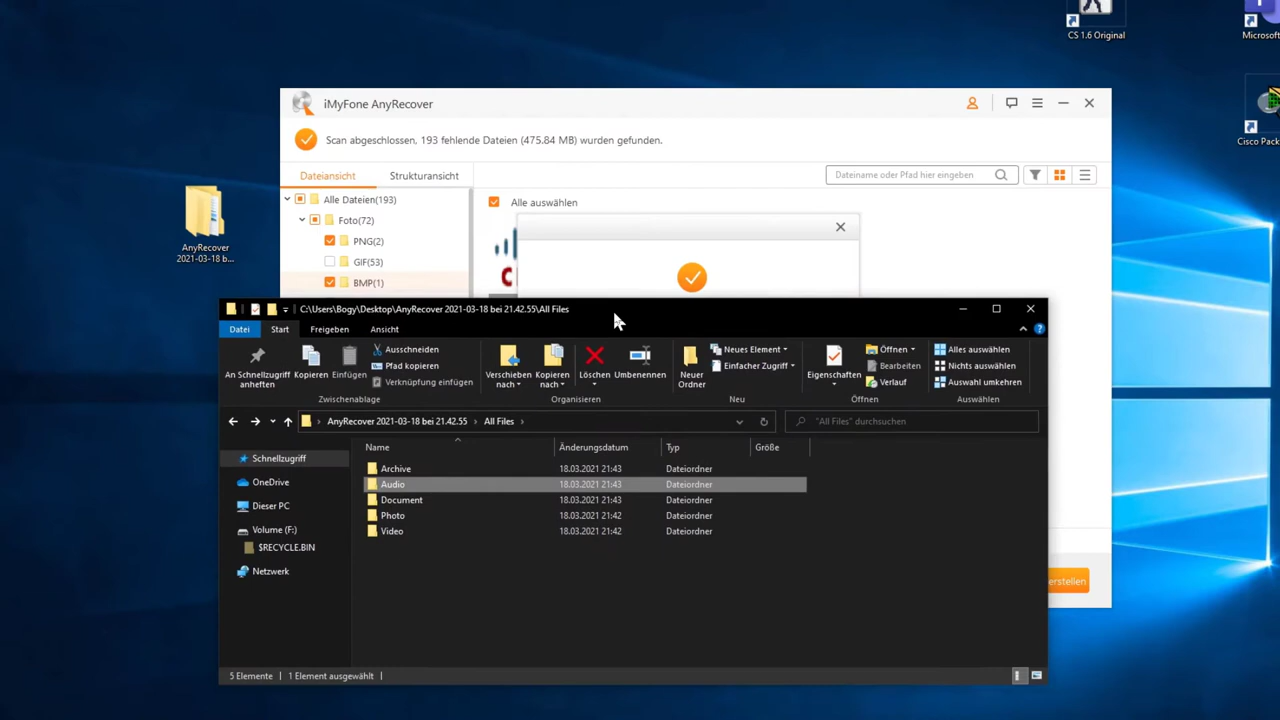 CS 1.6 Original
Microsoft
Cisco Pack
AnyRecover
2021-03-18 b...
iMyFone AnyRecover
Scan abgeschlossen, 193 fehlende Dateien (475.84 MB) wurden gefunden.
Dateiansicht
Strukturansicht
Dateiname oder Pfad hier eingeben
Alle Dateien(193)
Foto(72)
PNG(2)
GIF(53)
BMP(1)
Alle auswählen
C:\Users\Bogy\Desktop\AnyRecover 2021-03-18 bei 21.42.55\All Files
Datei Start Freigeben Ansicht
An Schnellzugriff
anheften
Kopieren
Einfügen
Ausschneiden
Pfad kopieren
Verknüpfung einfügen
Zwischenablage
Verschieben
nach
Kopieren
nach
Löschen
Umbenennen
Organisieren
Neuer
Ordner
Neues Element
Einfacher Zugriff
Neu
Eigenschaften
Öffnen
Bearbeiten
Verlauf
Öffnen
Alles auswählen
Nichts auswählen
Auswahl umkehren
Auswählen
AnyRecover 2021-03-18 bei 21.42.55 All Files
"All Files" durchsuchen
Schnellzugriff
OneDrive
Dieser PC
Volume (F:)
$RECYCLE.BIN
Netzwerk
Name Änderungsdatum Typ Größe
Archive 18.03.2021 21:43 Dateiordner
Audio 18.03.2021 21:43 Dateiordner
Document 18.03.2021 21:43 Dateiordner
Photo 18.03.2021 21:42 Dateiordner
Video 18.03.2021 21:42 Dateiordner
erstellen
5 Elemente 1 Element ausgewählt